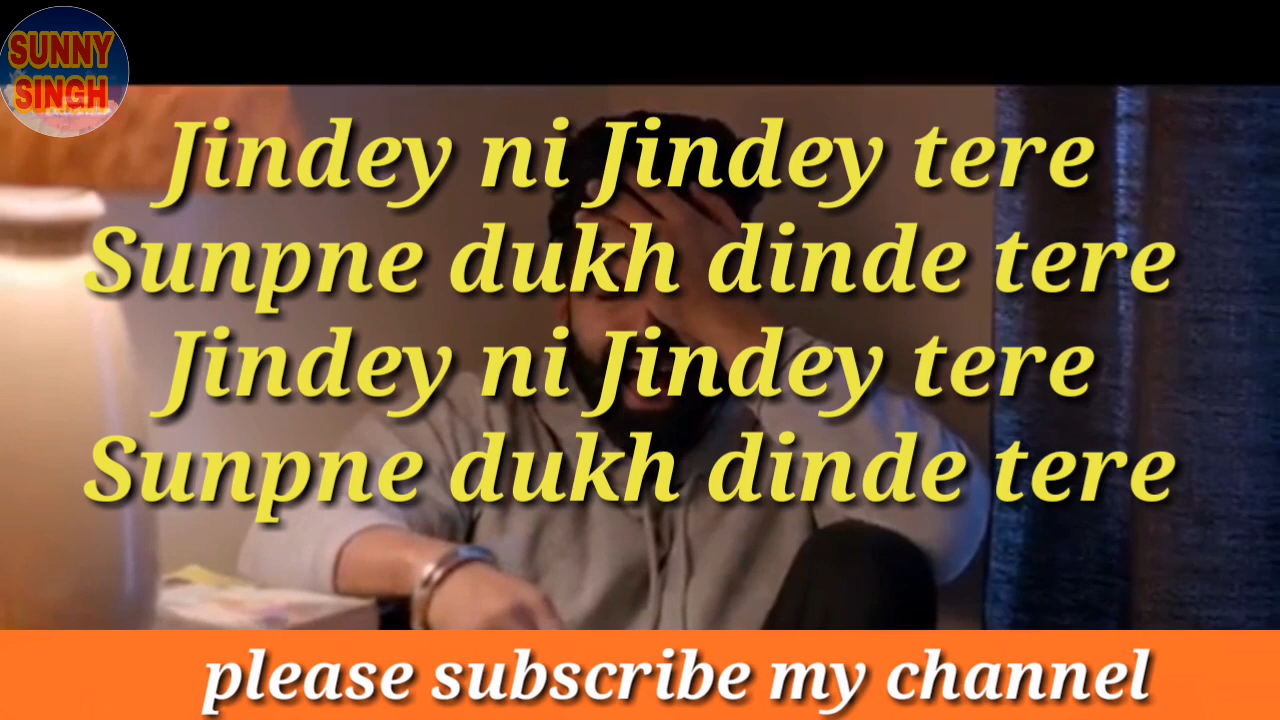 SUNNY
SINGH
Jindey ni Jindey tere
Sunpne dukh dinde tere
Jindey ni Jindey tere
Sunpne dukh dinde tere
please subscribe my channel